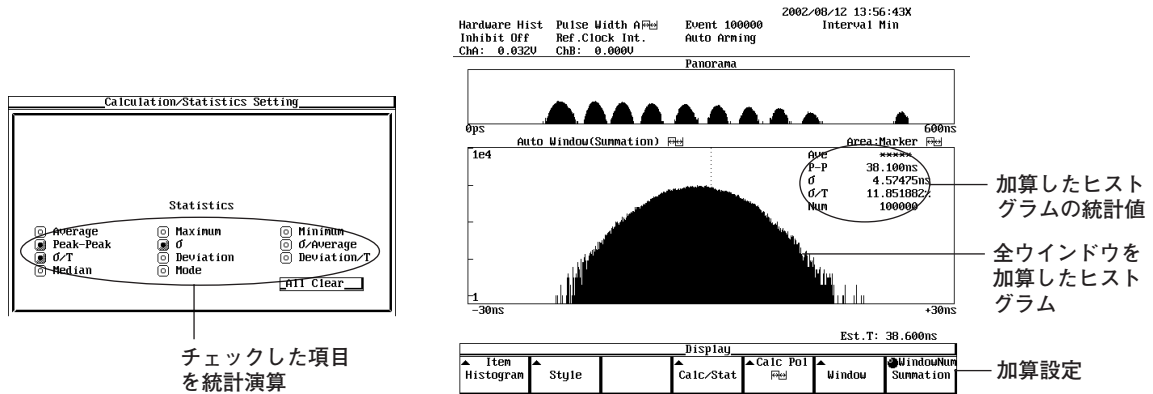 Calculation/Statistics Setting
Statistics
Average Maximum Minimum
Peak-Peak σ σ/Average
σ/T Deviation Deviation/T
Median Mode
All Clear
チェックした項目
を統計演算
2002/08/12 13:56:43X
Hardware Hist Pulse Width A Event 100000 Interval Min
Inhibit Off Ref.Clock Int. Auto Arming
ChA: 0.032V ChB: 0.000V
Panorama
0ps 600ns
Auto Window(Summation) Area:Marker
1e4
Ave *****
P-P 38.100ns
σ 4.57475ns
σ/T 11.851882%
Num 100000
1
-30ns +30ns
Est.T: 38.600ns
Display
Item Calc Pol WindowNum
Histogram Style Calc/Stat Window Summation
加算したヒスト
グラムの統計値
全ウインドウを
加算したヒスト
グラム
加算設定